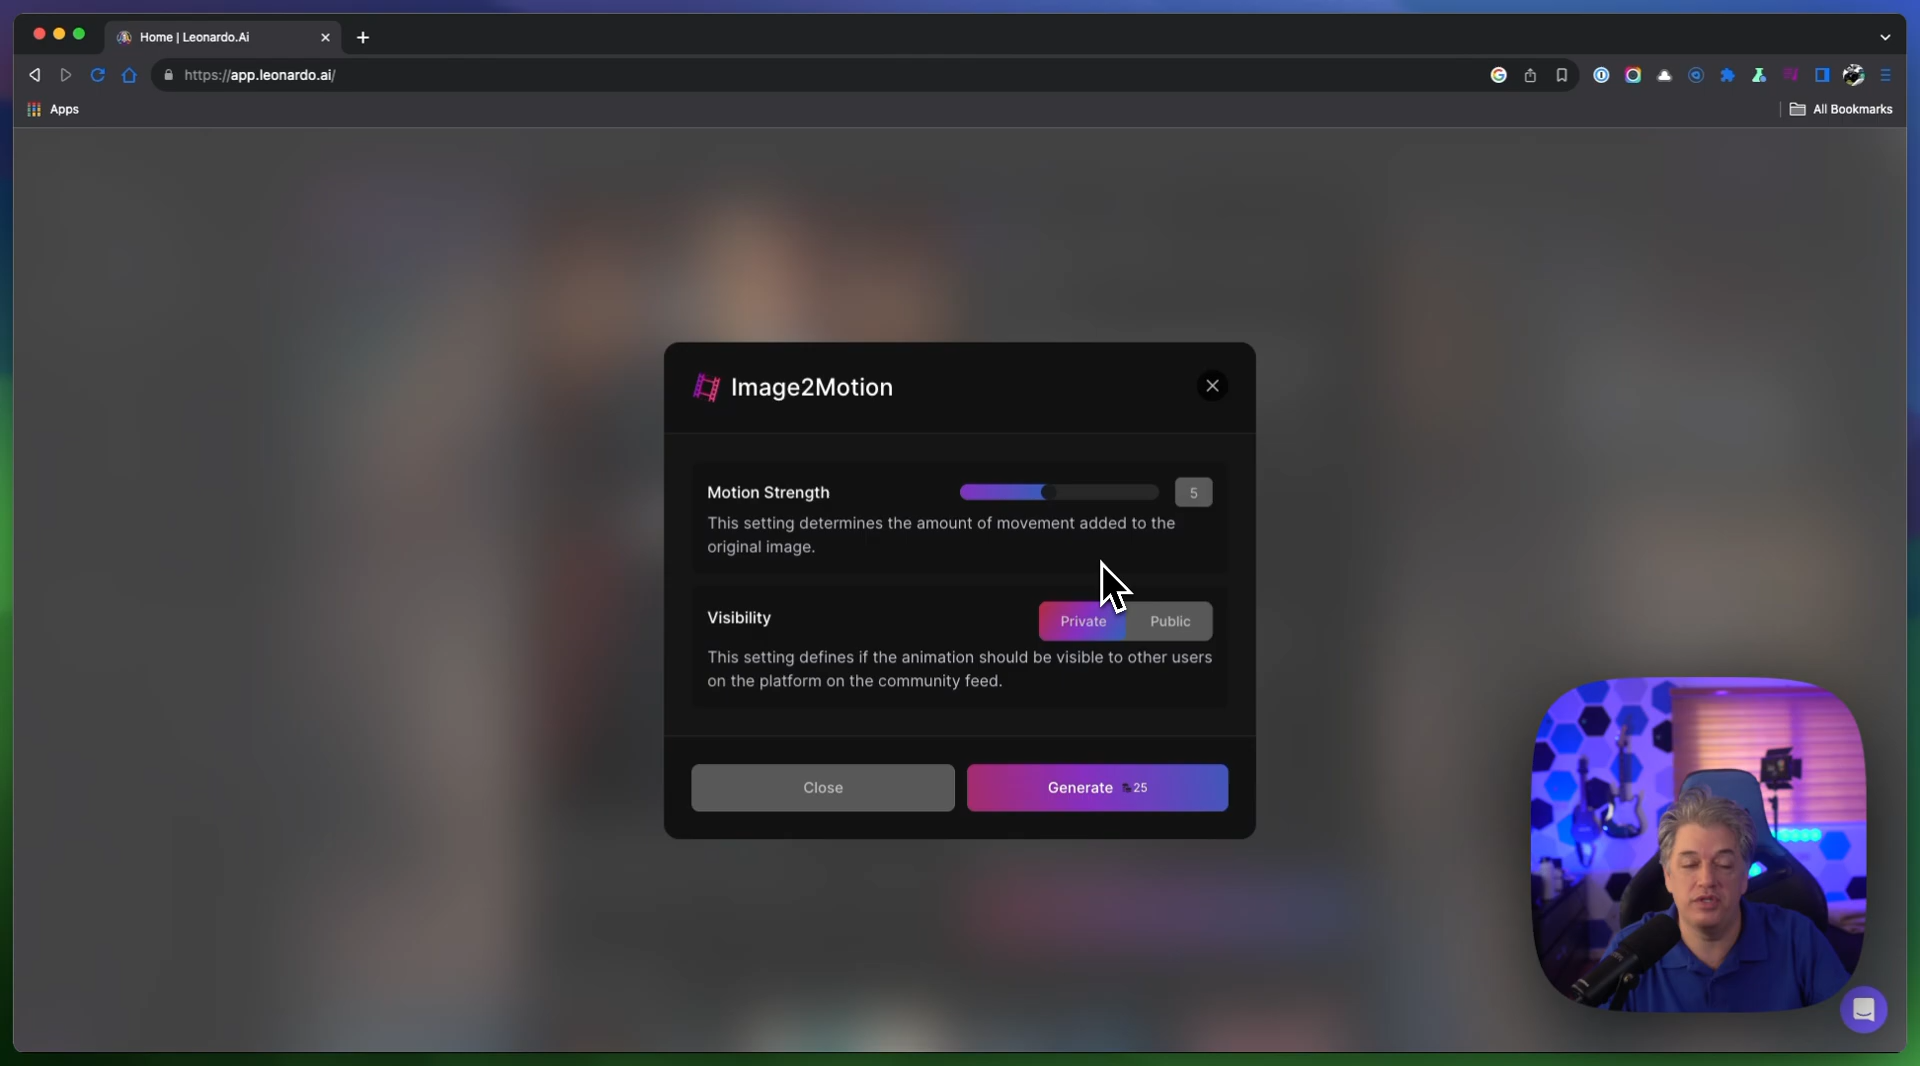 Home | Leonardo.Ai
https://app.leonardo.ai/
Apps
All Bookmarks
Image2Motion
Motion Strength
5
This setting determines the amount of movement added to the
original image.
Visibility
Private
Public
This setting defines if the animation should be visible to other users
on the platform on the community feed.
Close
Generate 25